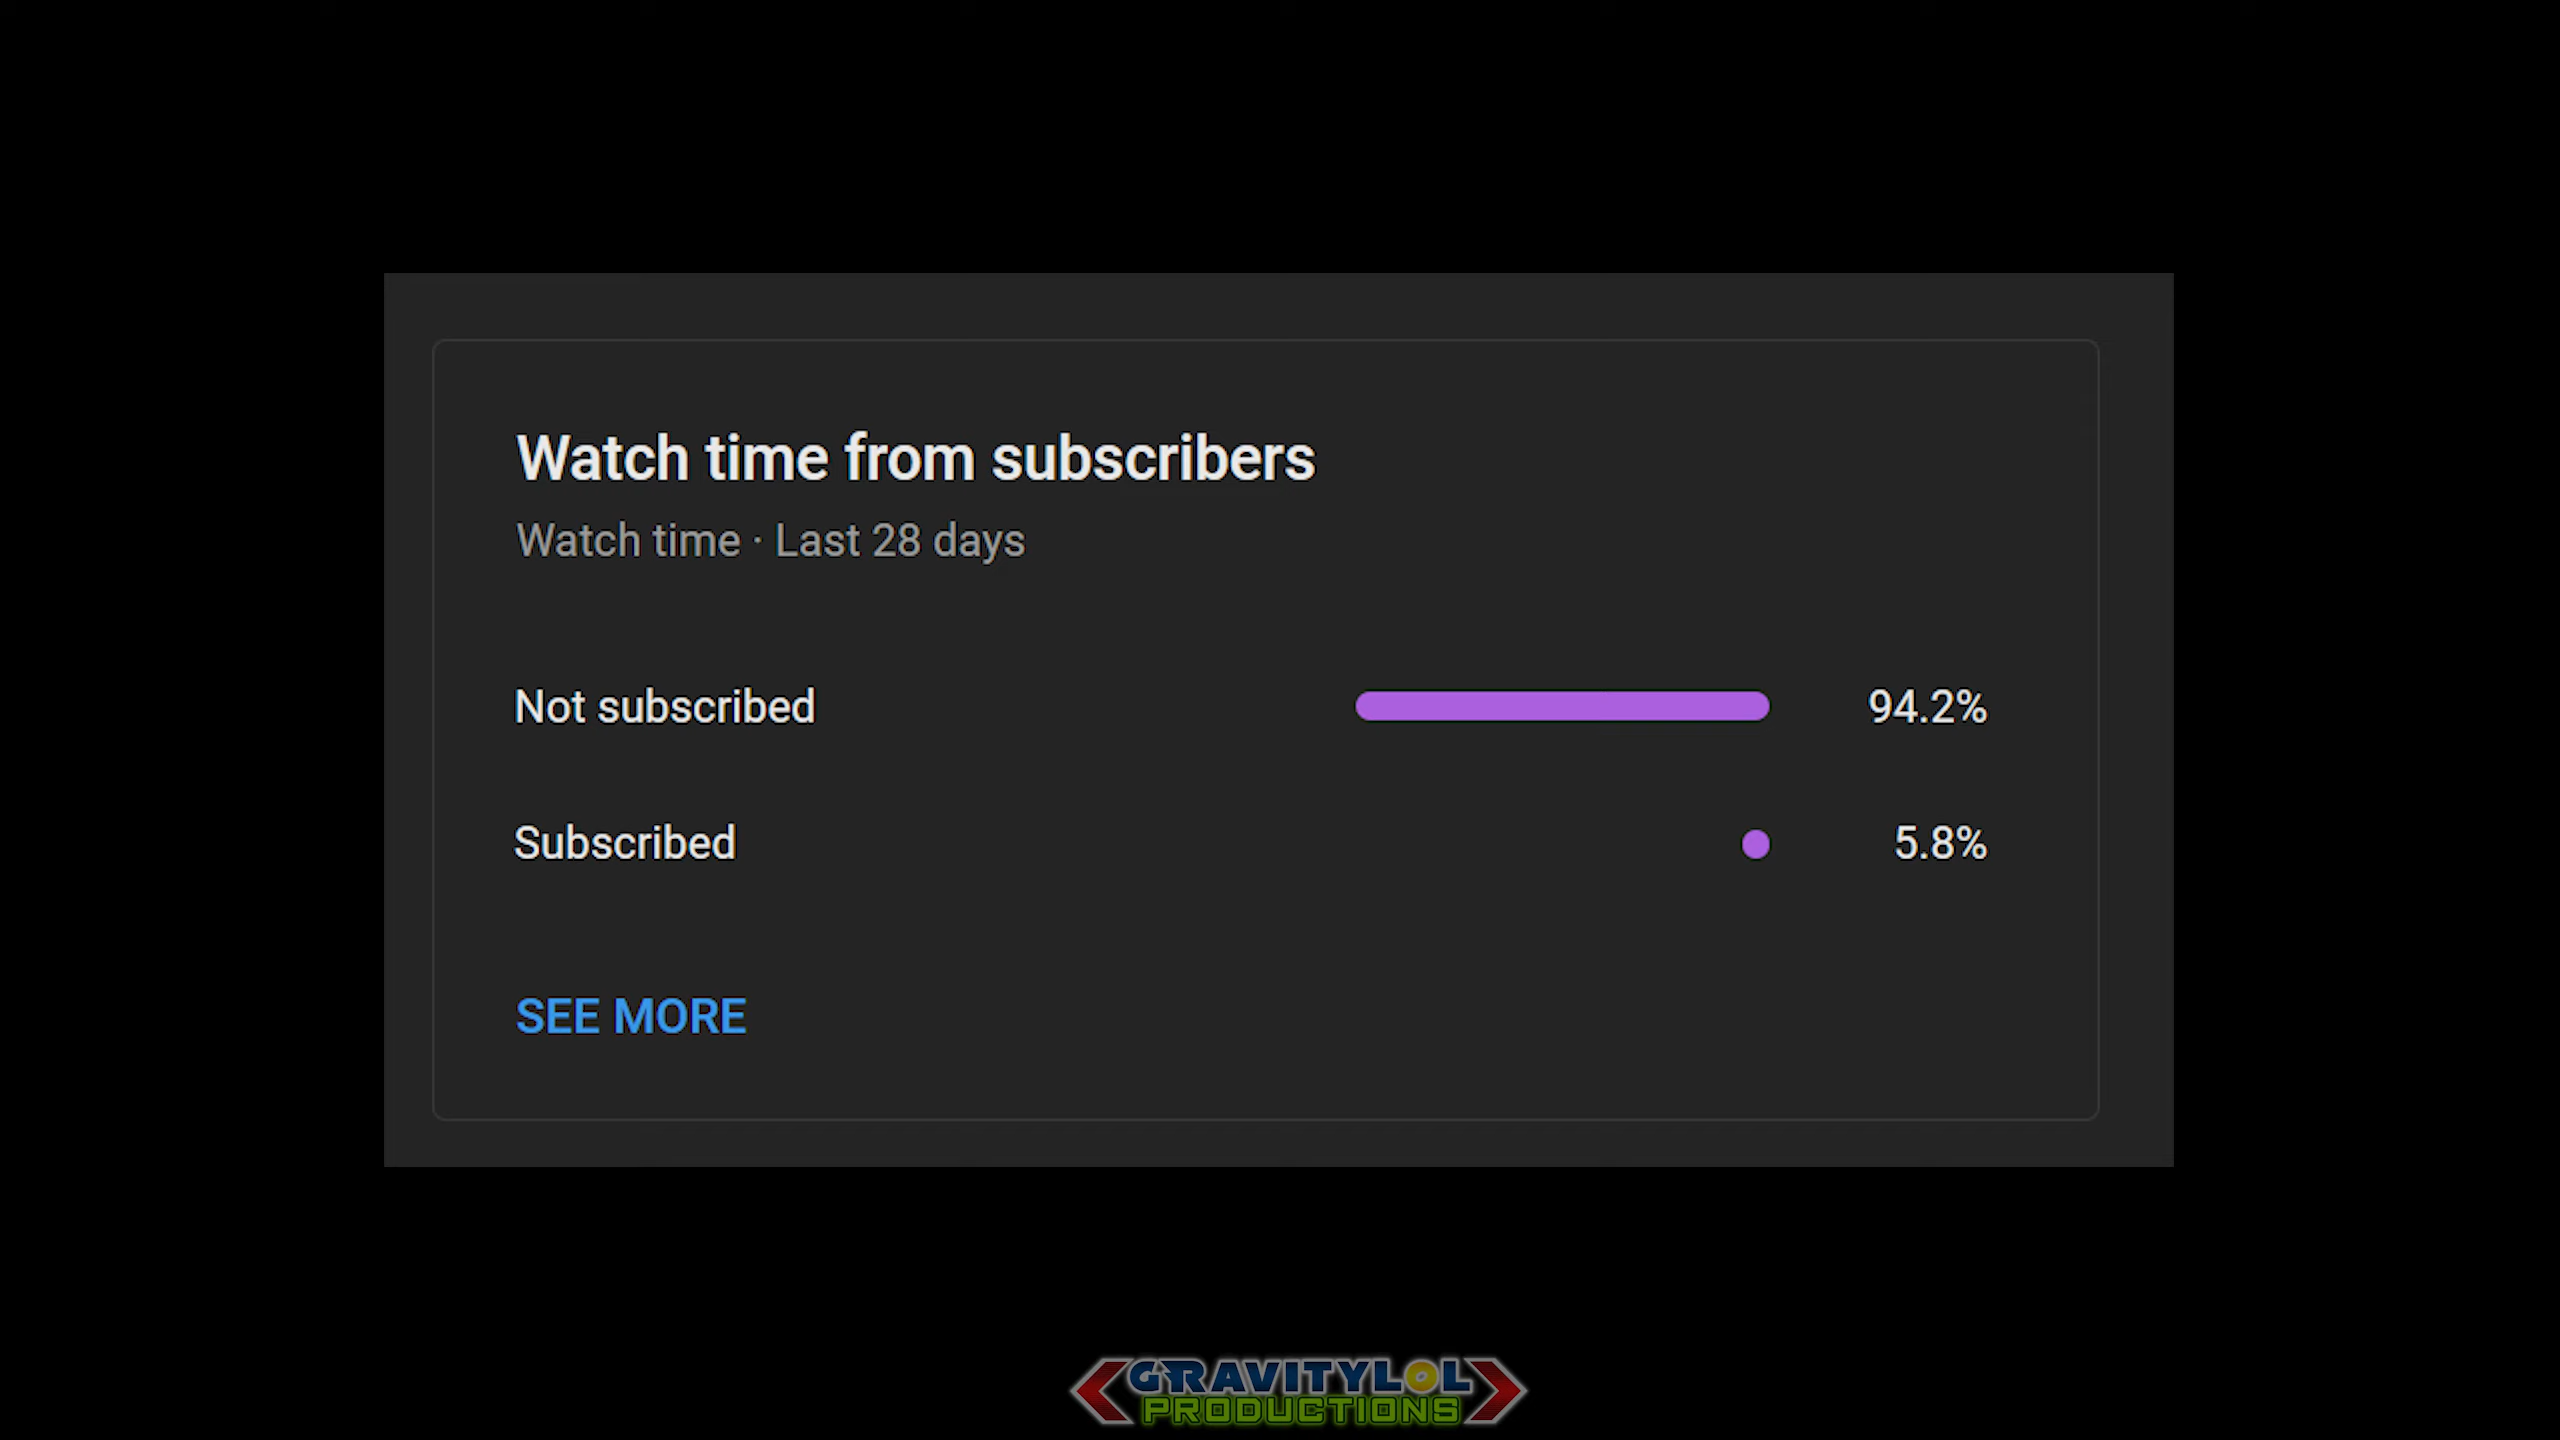 Watch time from subscribers
Watch time · Last 28 days
Not subscribed 94.2%
Subscribed 5.8%
SEE MORE
GRAVITYLOL
PRODUCTIONS